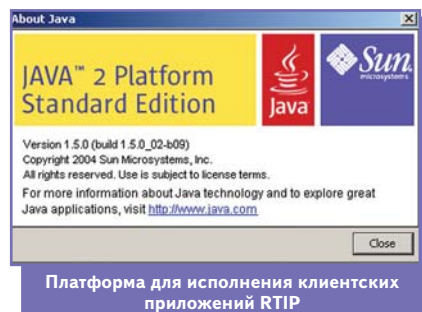 About Java
JAVA™ 2 Platform
Standard Edition
Java
Sun
microsystems
Version 1.5.0 (build 1.5.0_02-b09)
Copyright 2004 Sun Microsystems, Inc.
All rights reserved. Use is subject to license terms.
For more information about Java technology and to explore great
Java applications, visit http://www.java.com
Close
Платформа для исполнения клиентских
приложений RTIP